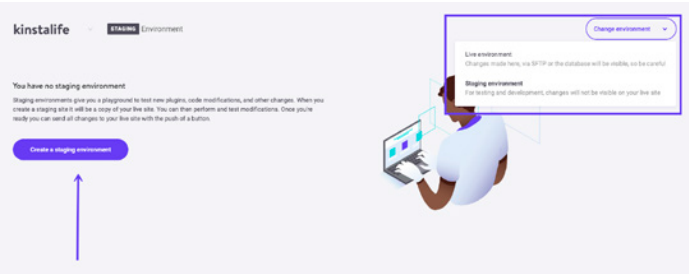 kinstalife
STAGING Environment
Change environment
Live environment
Changes made here, via SFTP or the database will be visible, so be careful
Staging environment
For testing and development, changes will not be visible on your live site
You have no staging environment
Staging environments give you a playground to test new plugins, code modifications, and other changes. When you
create a staging site it will be a copy of your live site. You can then perform and test modifications. Once you're
ready you can send all changes to your live site with the push of a button.
Create a staging environment